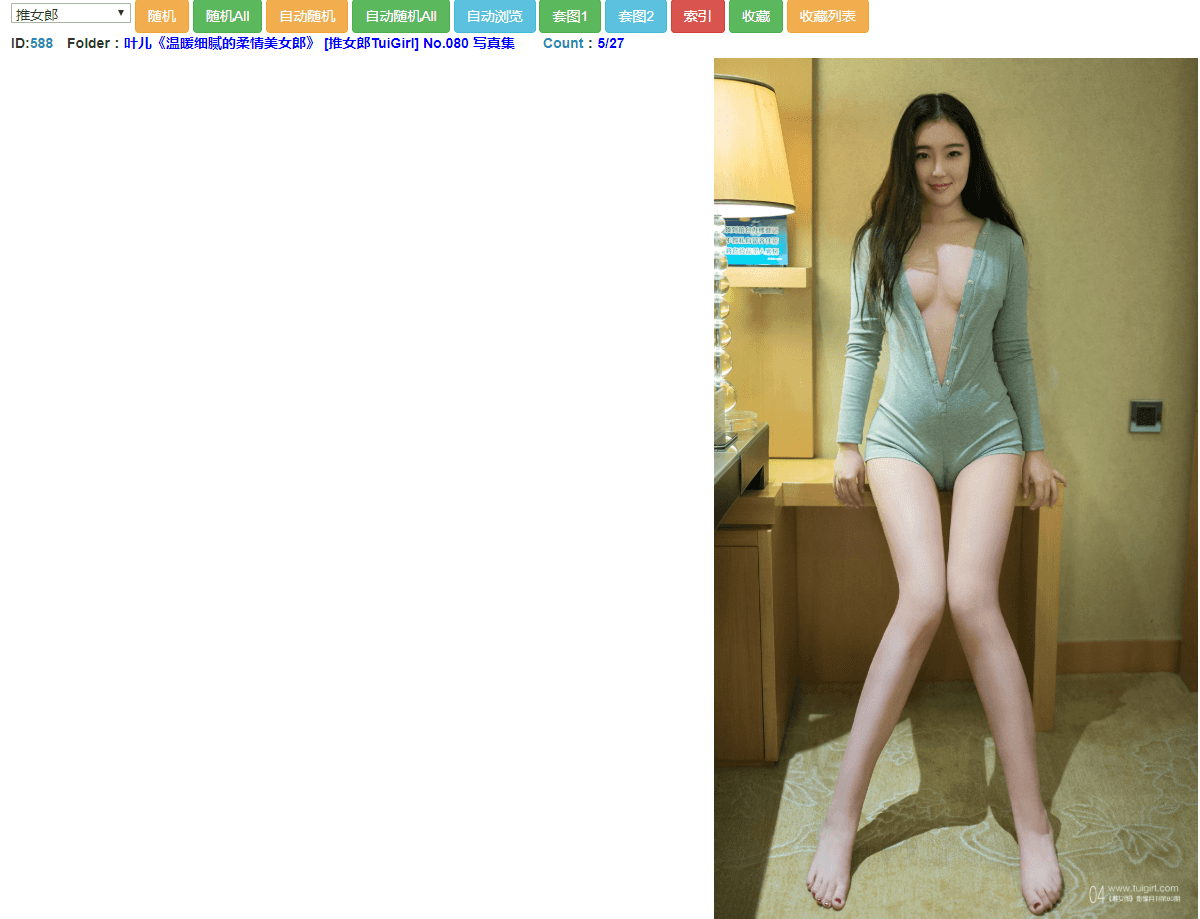 推女郎 随机 随机All 自动随机 自动随机All 自动浏览 套图1 套图2 索引 收藏 收藏列表
ID:588 Folder：叶儿《温暖细腻的柔情美女郎》 [推女郎TuiGirl] No.080 写真集 Count：5/27
04 www.tuigirl.com